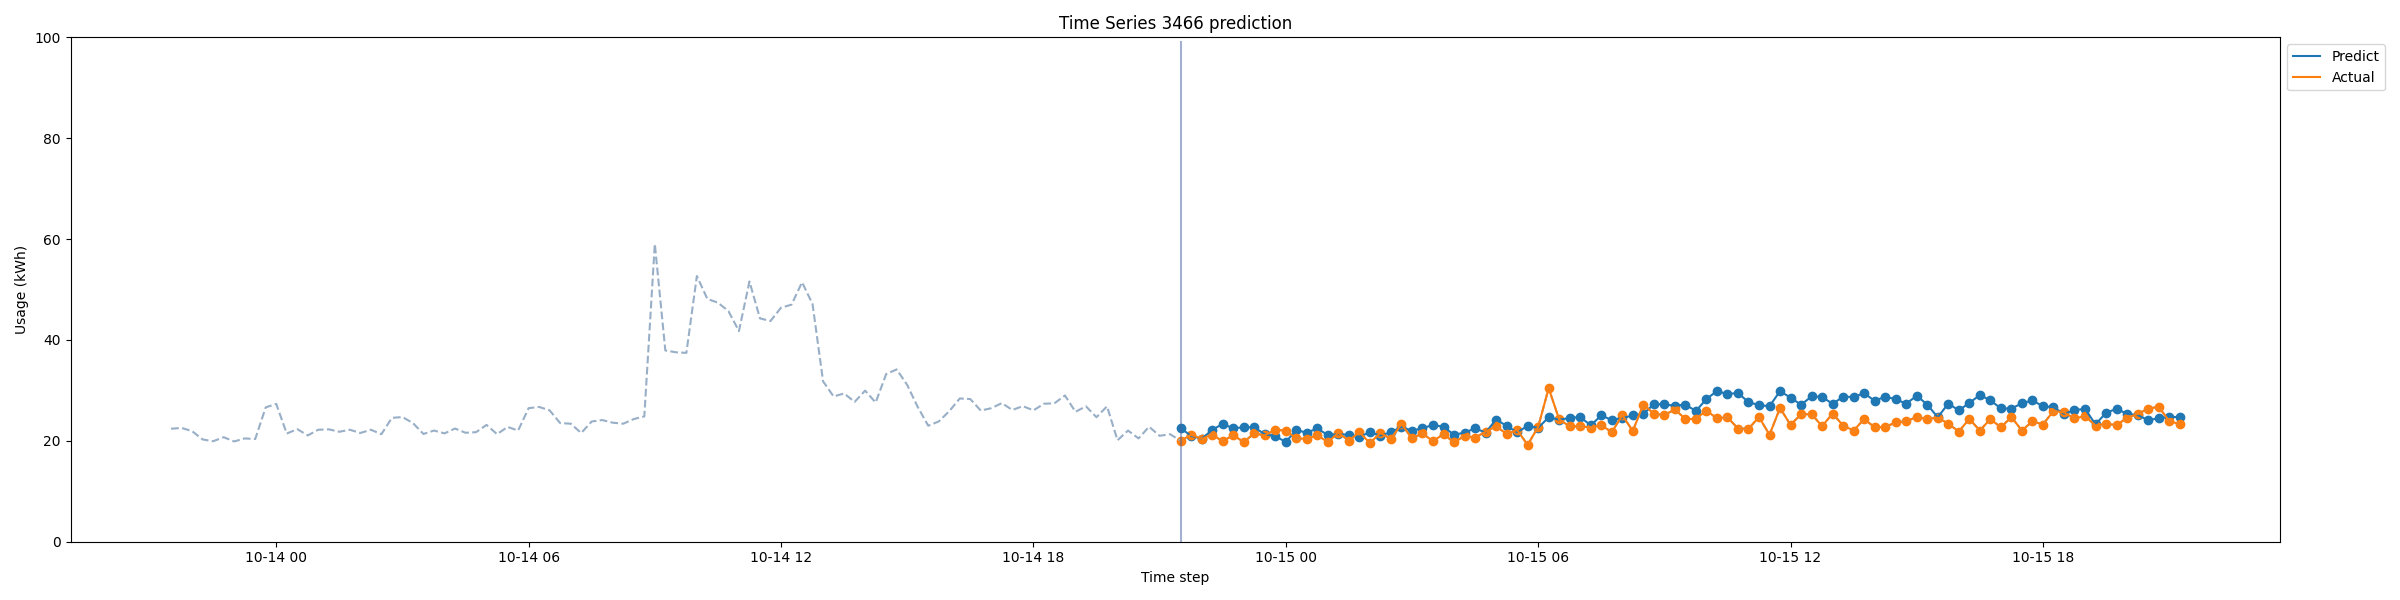 Time Series 3466 prediction
100
80
60
40
20
0
Usage (kWh)
10-14 00
10-14 06
10-14 12
10-14 18
10-15 00
10-15 06
10-15 12
10-15 18
Time step
Predict
Actual